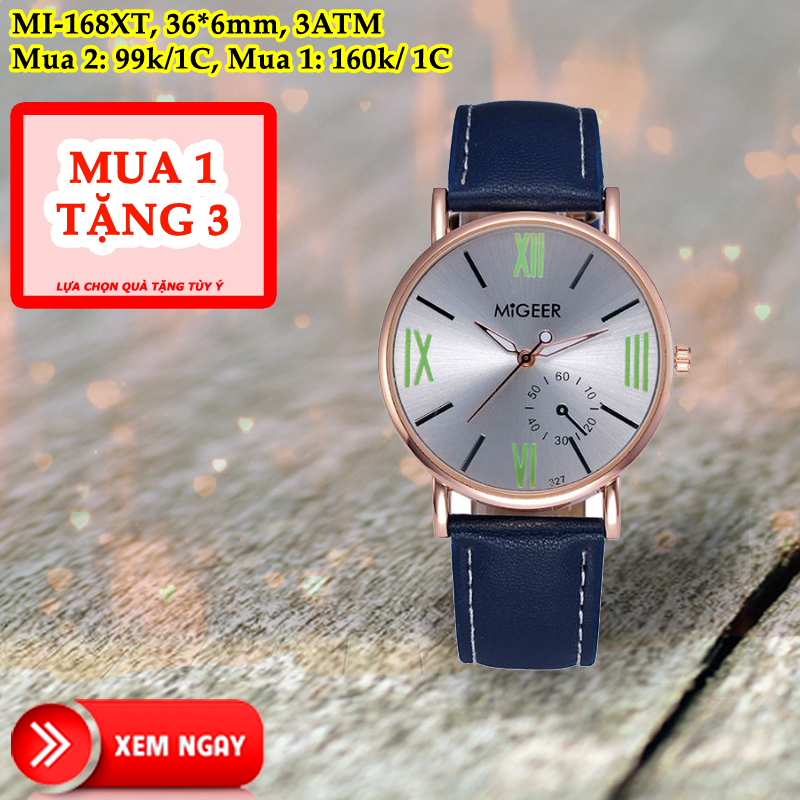 MI-168XT, 36*6mm, 3ATM
Mua 2: 99k/1C, Mua 1: 160k/ 1C
MUA 1
TẶNG 3
LỰA CHỌN QUÀ TẶNG TÙY Ý
XII
MiGEER
IX
III
60
50
10
40
20
30
VI
327
XEM NGAY